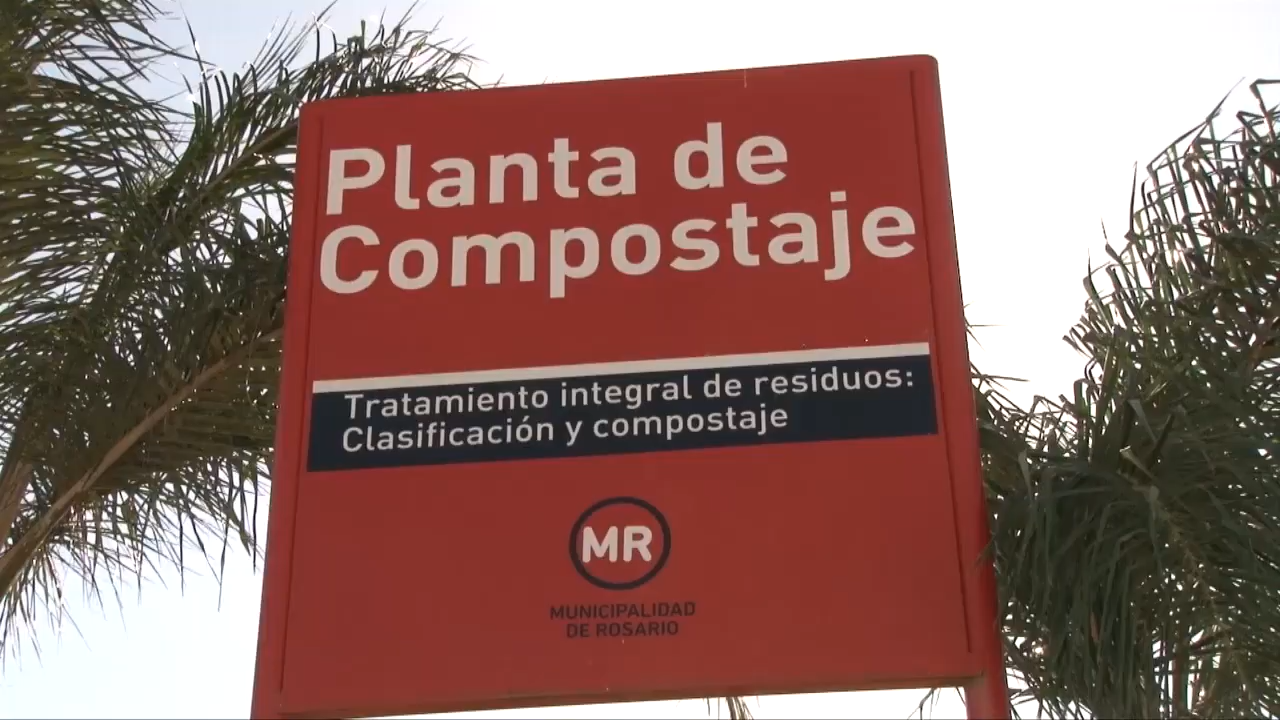 Planta de
Compostaje
Tratamiento integral de residuos:
Clasificación y compostaje
MR
MUNICIPALIDAD
DE ROSARIO